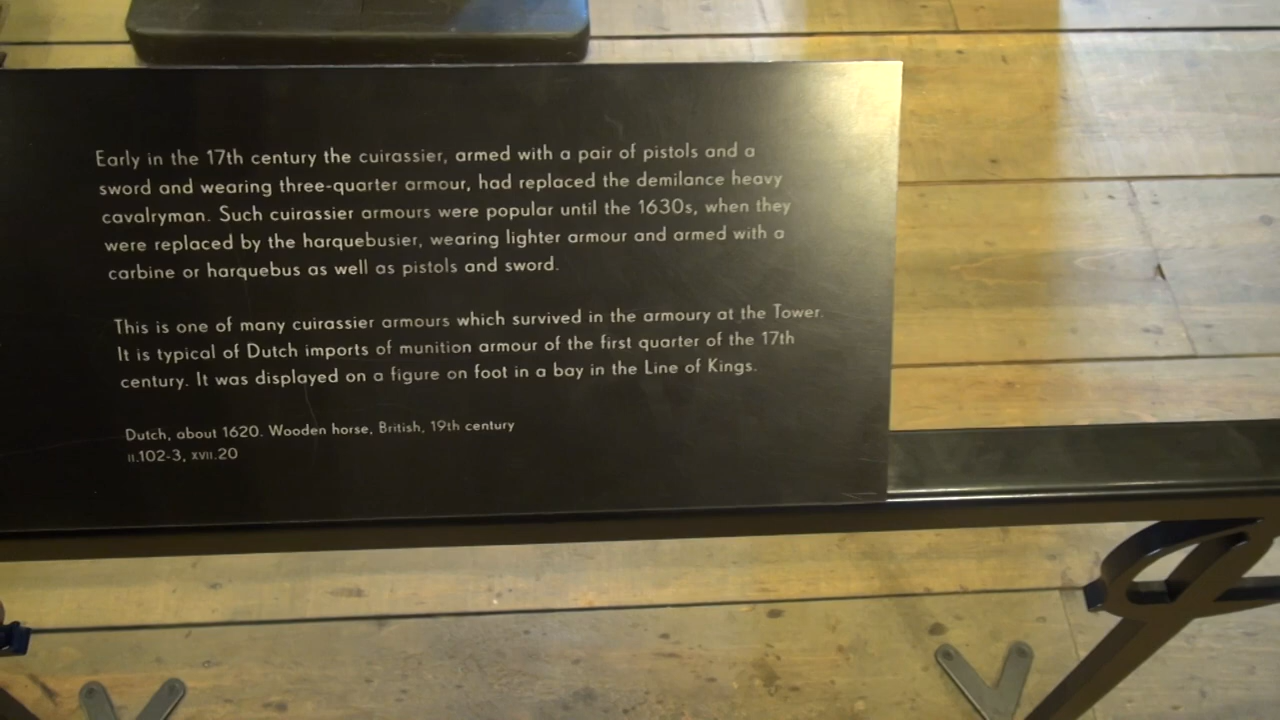 Early in the 17th century the cuirassier, armed with a pair of pistols and a
sword and wearing three-quarter armour, had replaced the demilance heavy
cavalryman. Such cuirassier armours were popular until the 1630s, when they
were replaced by the harquebusier, wearing lighter armour and armed with a
carbine or harquebus as well as pistols and sword.
This is one of many cuirassier armours which survived in the armoury at the Tower.
It is typical of Dutch imports of munition armour of the first quarter of the 17th
century. It was displayed on a figure on foot in a bay in the Line of Kings.
Dutch, about 1620. Wooden horse, British, 19th century
II.102-3, XVII.20